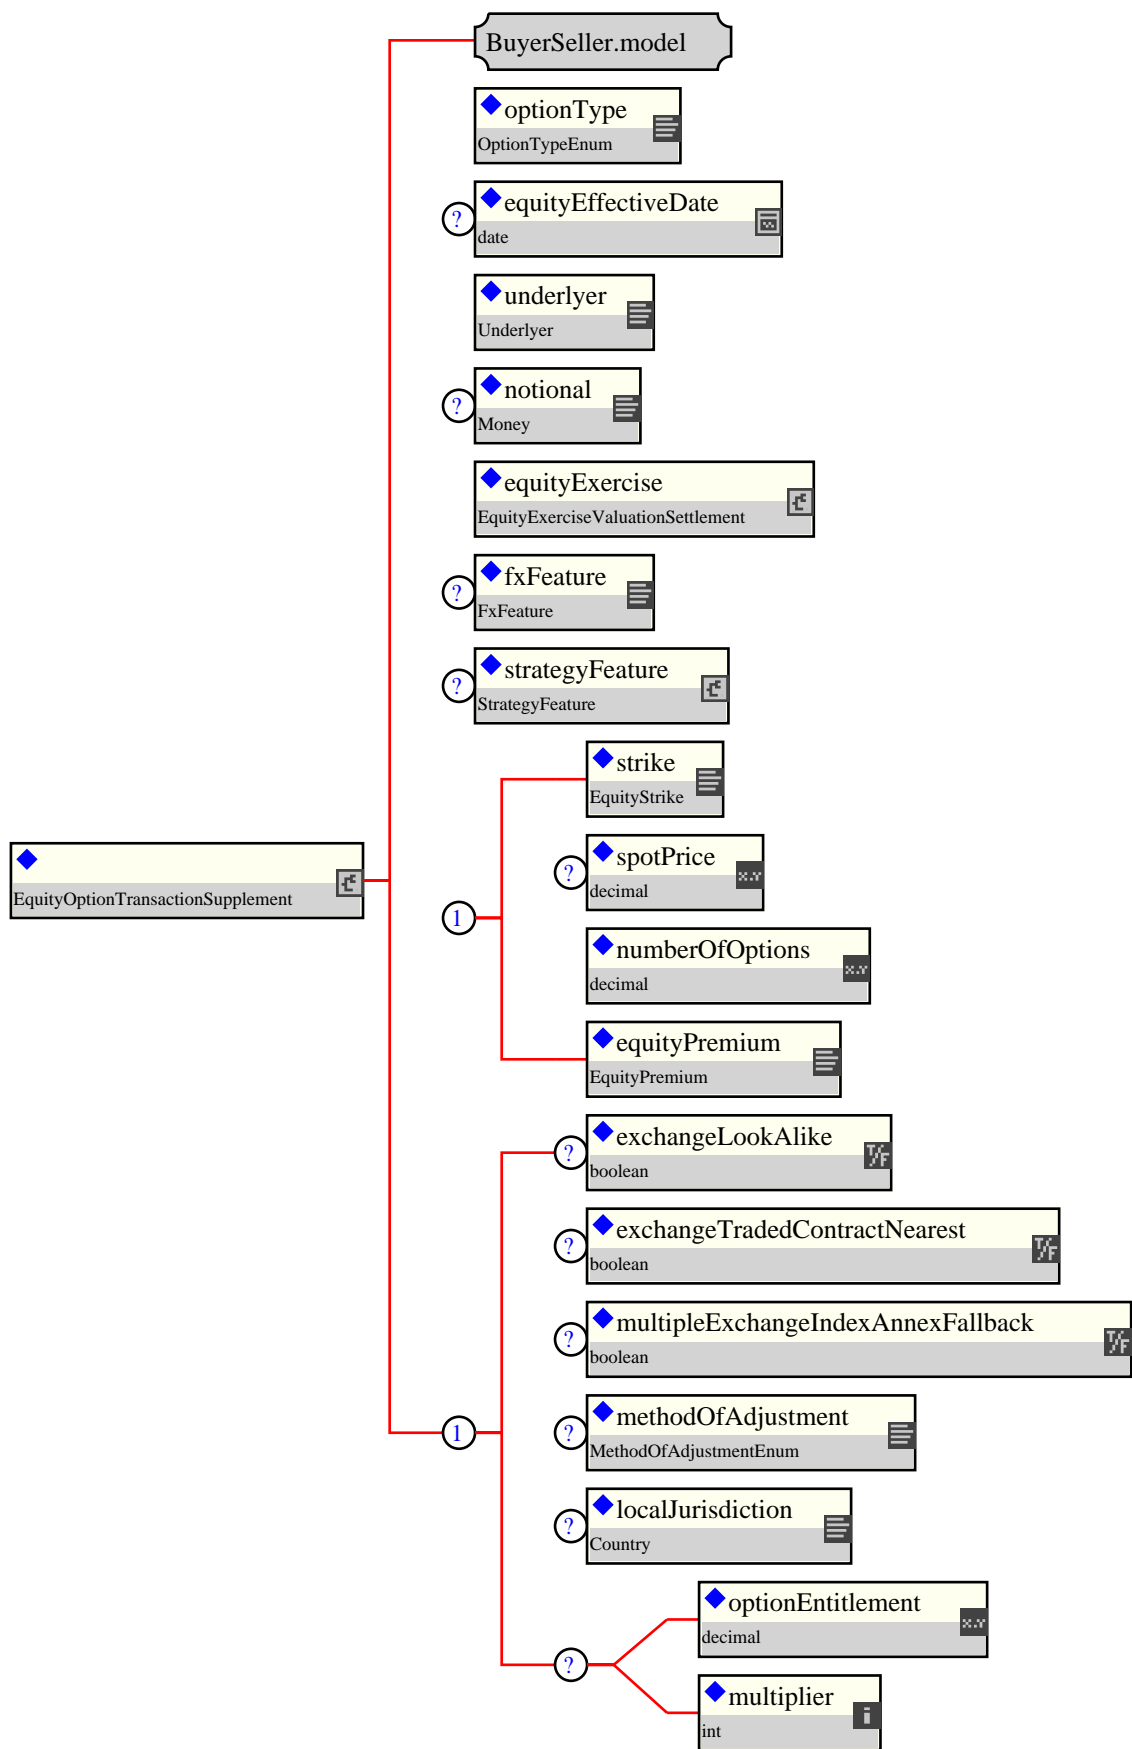 BuyerSeller.model
optionType
OptionTypeEnum
?
equityEffectiveDate
date
underlyer
Underlyer
?
notional
Money
equityExercise
EquityExerciseValuationSettlement
?
fxFeature
FxFeature
?
strategyFeature
StrategyFeature
strike
EquityStrike
EquityOptionTransactionSupplement
?
spotPrice
decimal
x.y
1
numberOfOptions
decimal
x.y
equityPremium
EquityPremium
?
exchangeLookAlike
boolean
T/F
?
exchangeTradedContractNearest
boolean
T/F
?
multipleExchangeIndexAnnexFallback
boolean
T/F
1
?
methodOfAdjustment
MethodOfAdjustmentEnum
?
localJurisdiction
Country
optionEntitlement
decimal
x.y
?
multiplier
int
i